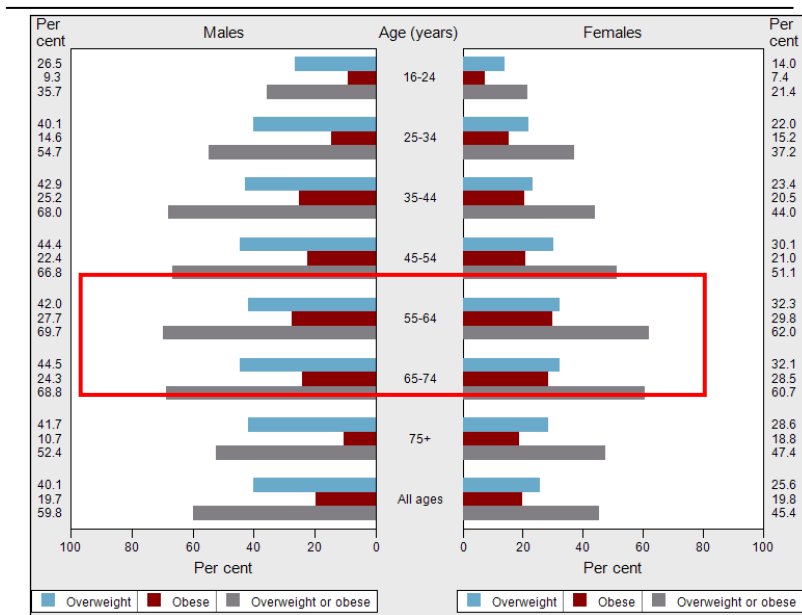 Per cent Males Age (years) Females Per cent
26.5 14.0
9.3 16-24 7.4
35.7 21.4
40.1 22.0
14.6 25-34 15.2
54.7 37.2
42.9 23.4
25.2 35-44 20.5
68.0 44.0
44.4 30.1
22.4 45-54 21.0
66.8 51.1
42.0 32.3
27.7 55-64 29.8
69.7 62.0
44.5 32.1
24.3 65-74 28.5
68.8 60.7
41.7 28.6
10.7 75+ 18.8
52.4 47.4
40.1 25.6
19.7 All ages 19.8
59.8 45.4
100 80 60 40 20 0 0 20 40 60 80 100
Per cent Per cent
Overweight Obese Overweight or obese Overweight Obese Overweight or obese